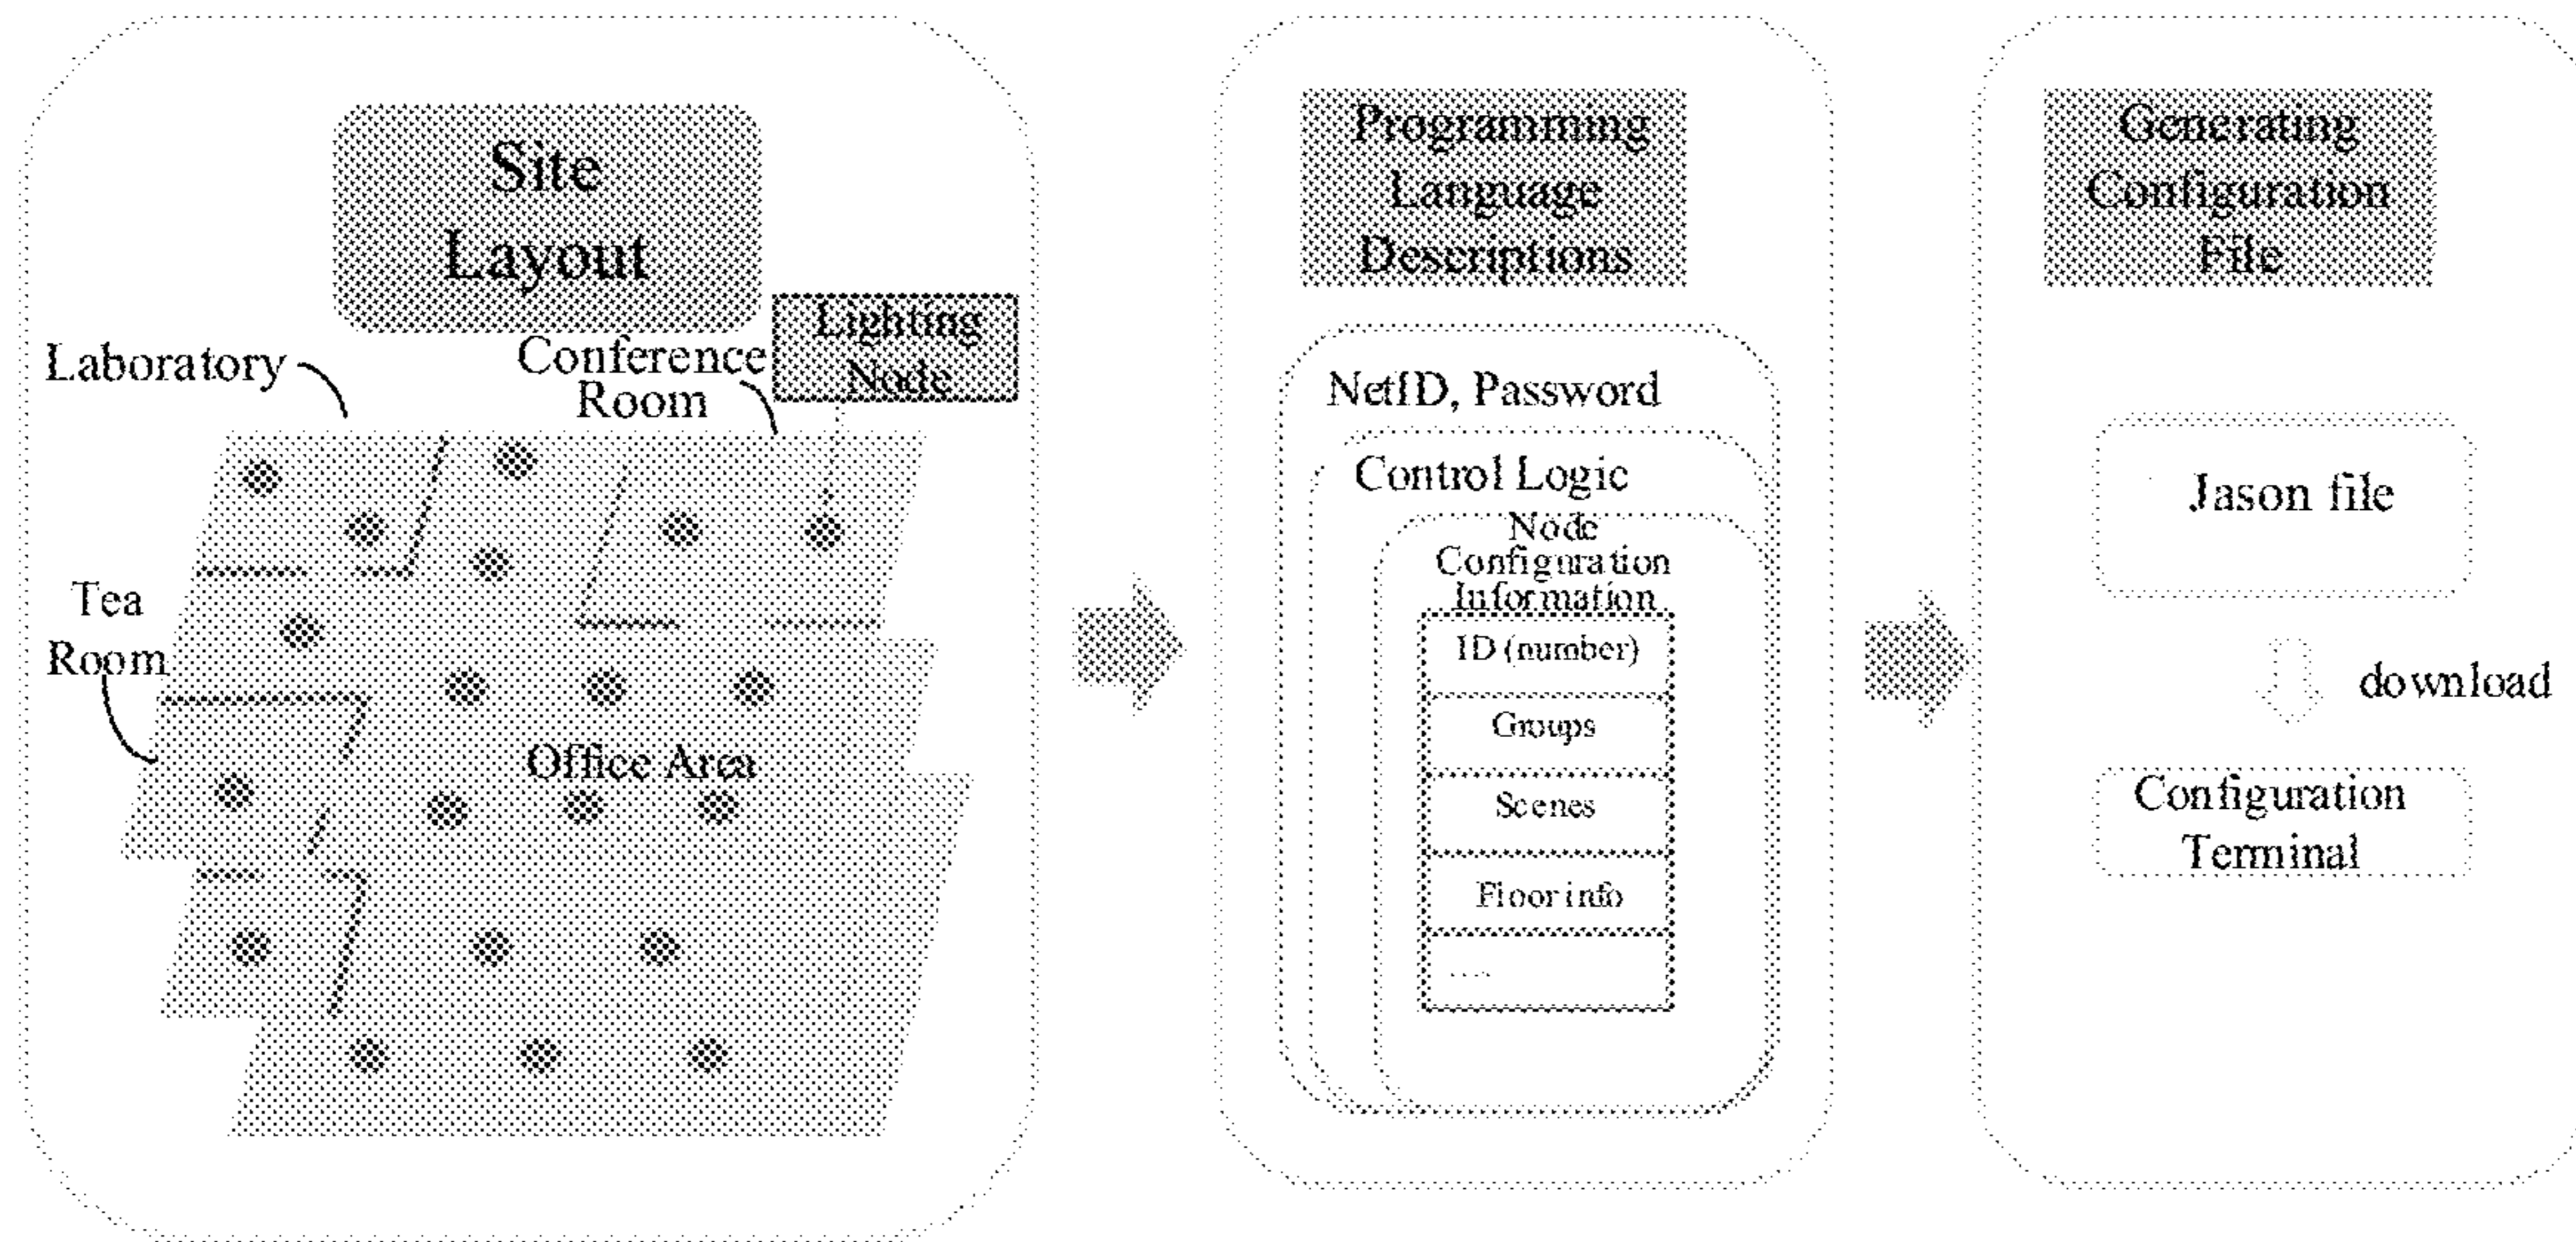 Site
Layout
Lighting
Node
Laboratory
Conference
Room
Tea
Room
Office Area
Programming
Language
Descriptions
NetID, Password
Control Logic
Node
Configuration
Information
ID (number)
Groups
Scenes
Floor info
....
Generating
Configuration
File
Jason file
download
Configuration
Terminal